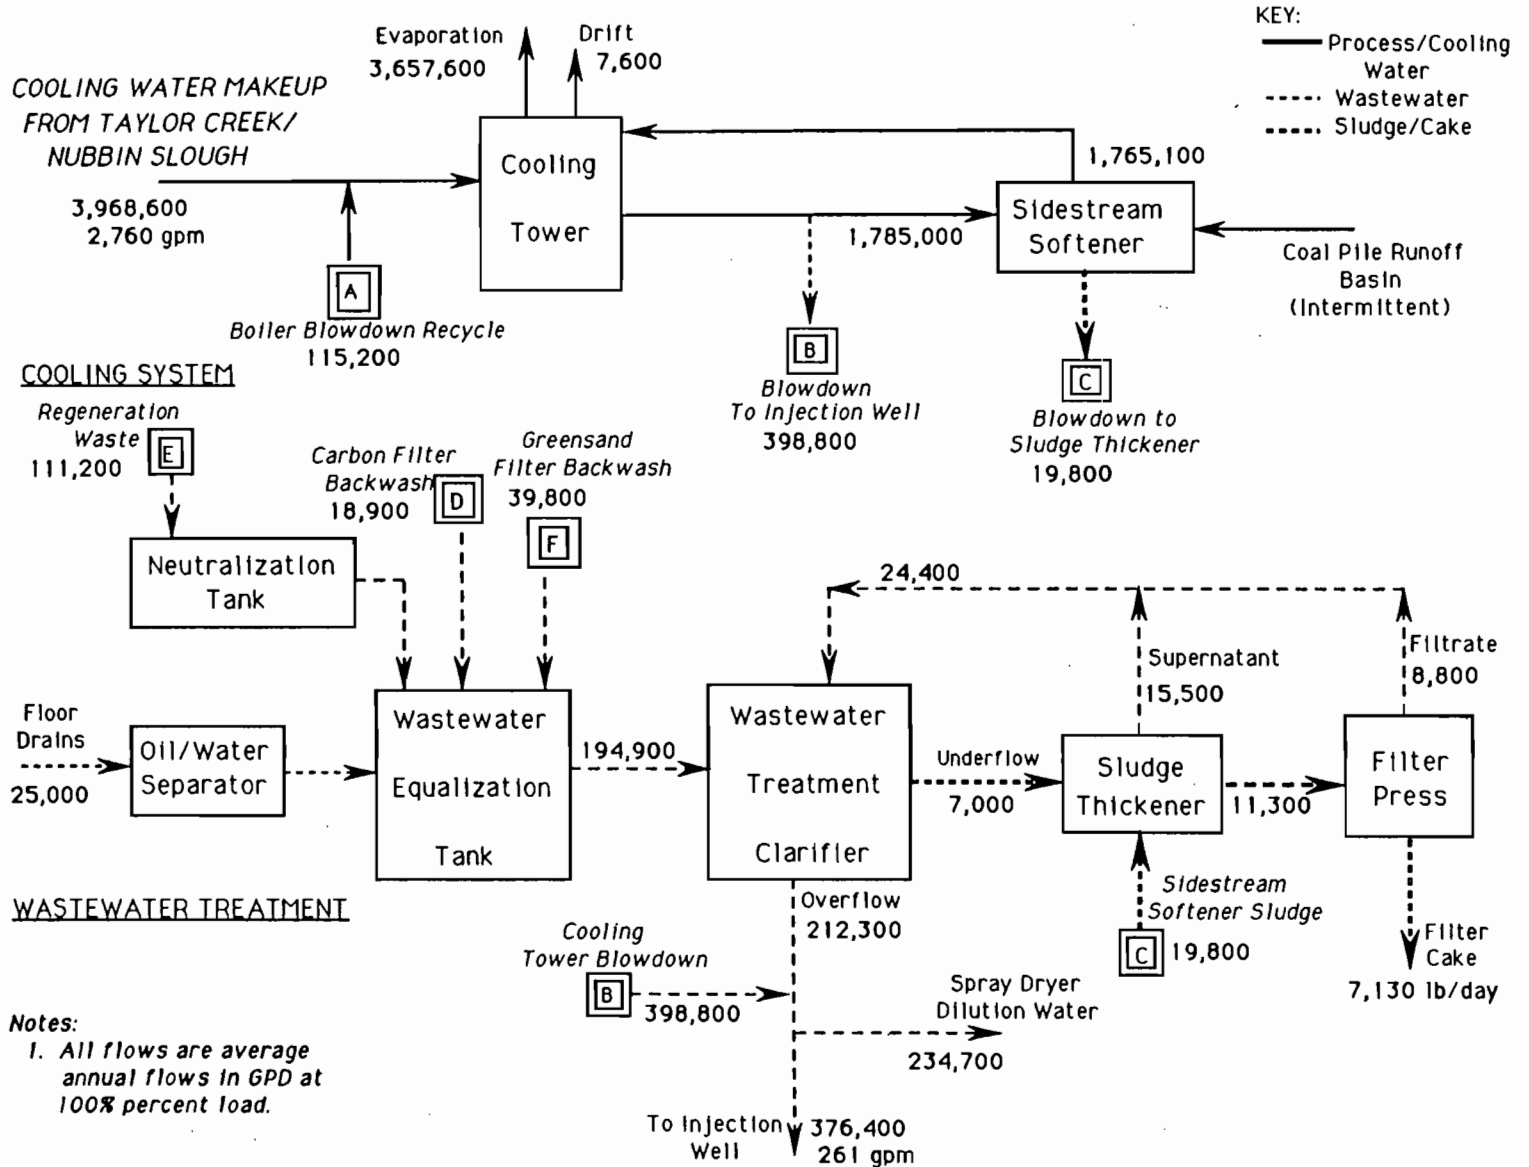 KEY:
Process/Cooling
Water
Wastewater
Sludge/Cake
Evaporation
3,657,600
Drift
7,600
COOLING WATER MAKEUP
FROM TAYLOR CREEK/
NUBBIN SLOUGH
3,968,600
2,760 gpm
Cooling
Tower
1,765,100
1,785,000
Sidestream
Softener
Coal Pile Runoff
Basin
(Intermittent)
A
Boiler Blowdown Recycle
115,200
B
Blowdown
To Injection Well
398,800
C
Blowdown to
Sludge Thickener
19,800
COOLING SYSTEM
Regeneration
Waste
111,200
E
Carbon Filter
Backwash
18,900
D
Greensand
Filter Backwash
39,800
F
Neutralization
Tank
24,400
Supernatant
15,500
Filtrate
8,800
Floor
Drains
25,000
Oil/Water
Separator
Wastewater
Equalization
Tank
194,900
Wastewater
Treatment
Clarifier
Underflow
7,000
Sludge
Thickener
11,300
Filter
Press
WASTEWATER TREATMENT
Overflow
212,300
Sidestream
Softener Sludge
C
19,800
Filter
Cake
7,130 lb/day
Cooling
Tower Blowdown
B
398,800
Spray Dryer
Dilution Water
234,700
Notes:
1. All flows are average
annual flows in GPD at
100% percent load.
To Injection
Well
376,400
261 gpm